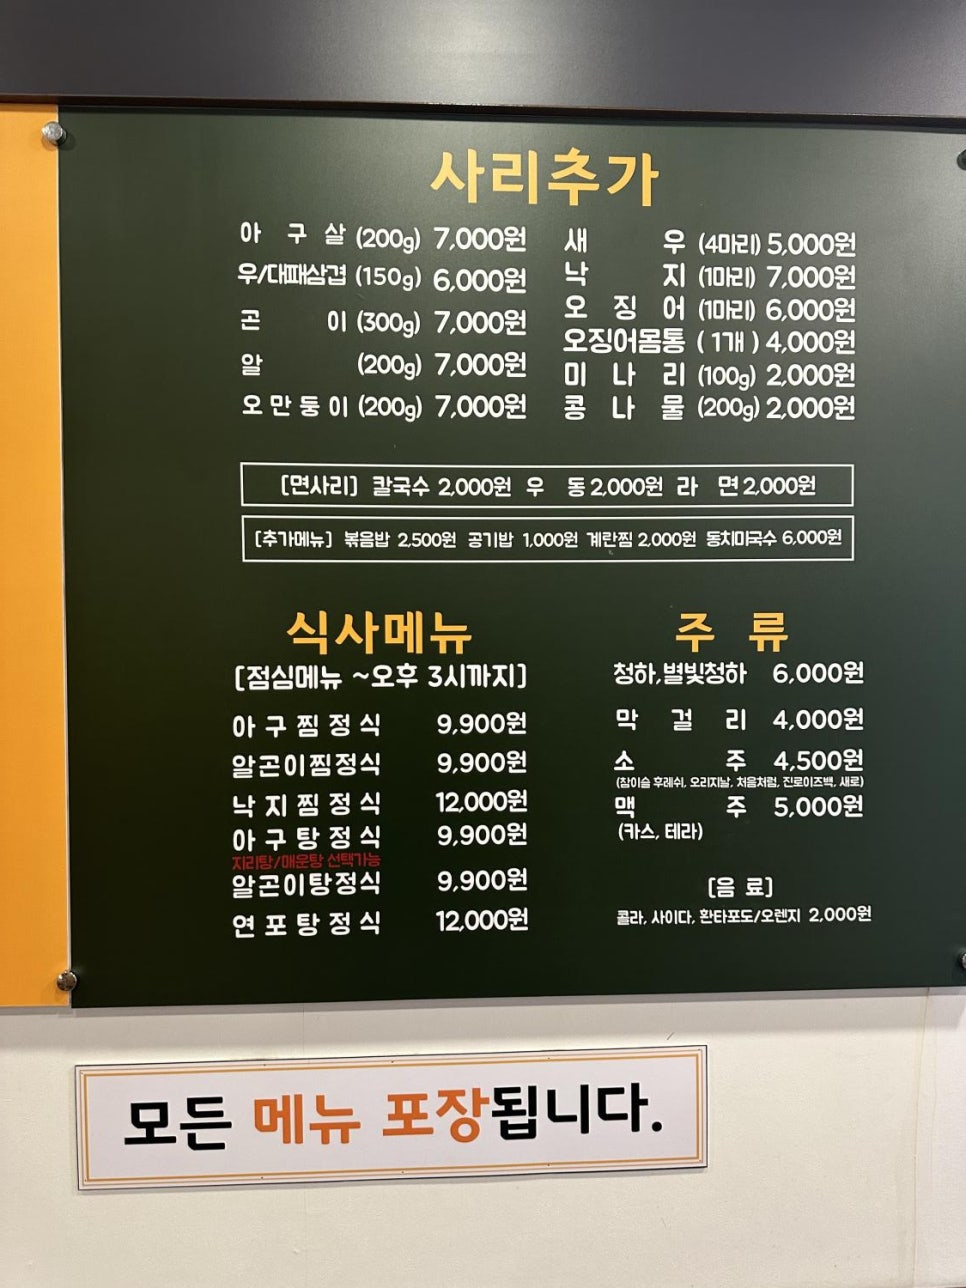 사리추가
아구살 (200g) 7,000원
우/대패삼겹 (150g) 6,000원
곤이 (300g) 7,000원
알 (200g) 7,000원
오만둥이 (200g) 7,000원
새우 (4마리) 5,000원
낙지 (1마리) 7,000원
오징어 (1마리) 6,000원
오징어몸통 (1개) 4,000원
미나리 (100g) 2,000원
콩나물 (200g) 2,000원
[면사리] 칼국수 2,000원 우동 2,000원 라면 2,000원
[추가메뉴] 볶음밥 2,500원 공기밥 1,000원 계란찜 2,000원 동치미국수 6,000원
식사메뉴
[점심메뉴 ~오후 3시까지]
아구찜정식 9,900원
알곤이찜정식 9,900원
낙지찜정식 12,000원
아구탕정식 9,900원
지리탕/매운탕 선택가능
알곤이탕정식 9,900원
연포탕정식 12,000원
주류
청하,별빛청하 6,000원
막걸리 4,000원
소주 4,500원
(참이슬 후레쉬, 오리지날, 처음처럼, 진로이즈백, 새로)
맥주 5,000원
(카스, 테라)
[음료]
콜라, 사이다, 환타포도/오렌지 2,000원
모든 메뉴 포장됩니다.